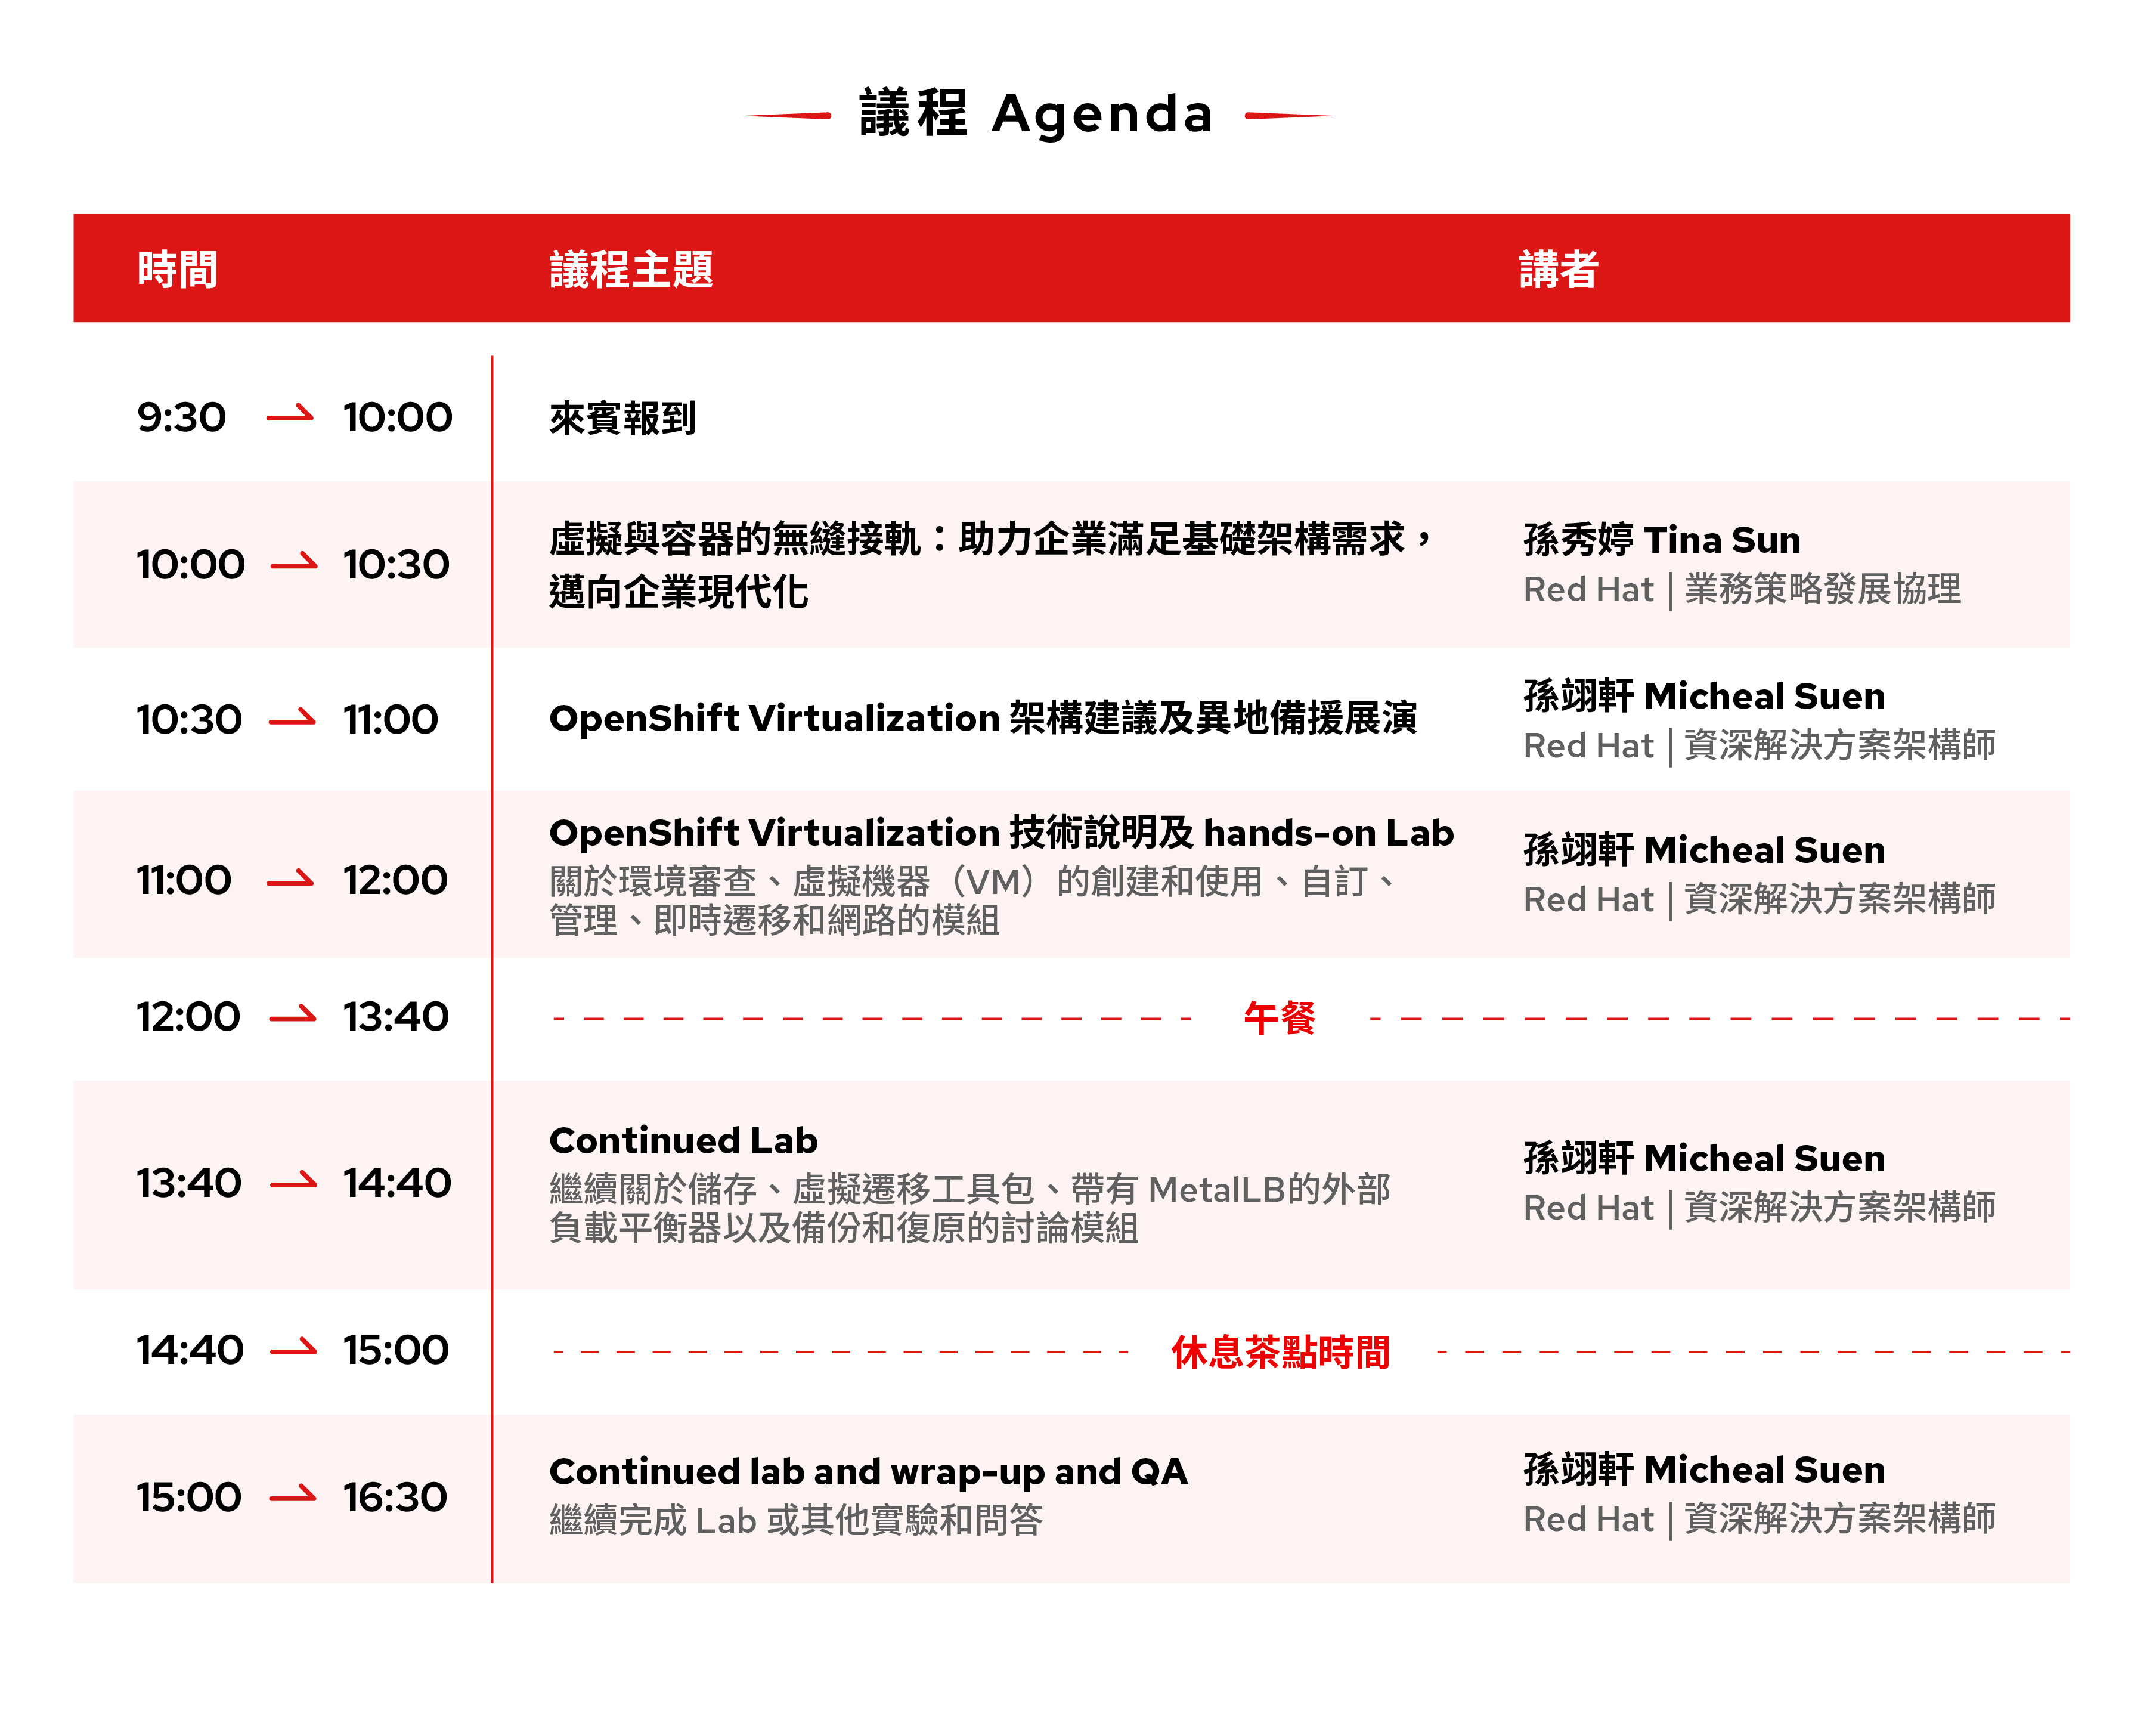 議程 Agenda
時間 議程主題 講者
9:30 10:00 來賓報到
10:00 10:30 虛擬與容器的無縫接軌：助力企業滿足基礎架構需求，
邁向企業現代化
孫秀婷 Tina Sun
Red Hat | 業務策略發展協理
10:30 11:00 OpenShift Virtualization 架構建議及異地備援展演
孫翊軒 Micheal Suen
Red Hat | 資深解決方案架構師
11:00 12:00 OpenShift Virtualization 技術說明及 hands-on Lab
關於環境審查、虛擬機器（VM）的創建和使用、自訂、
管理、即時遷移和網路的模組
孫翊軒 Micheal Suen
Red Hat | 資深解決方案架構師
12:00 13:40 午餐
13:40 14:40 Continued Lab
繼續關於儲存、虛擬遷移工具包、帶有 MetalLB的外部
負載平衡器以及備份和復原的討論模組
孫翊軒 Micheal Suen
Red Hat | 資深解決方案架構師
14:40 15:00 休息茶點時間
15:00 16:30 Continued lab and wrap-up and QA
繼續完成 Lab 或其他實驗和問答
孫翊軒 Micheal Suen
Red Hat | 資深解決方案架構師